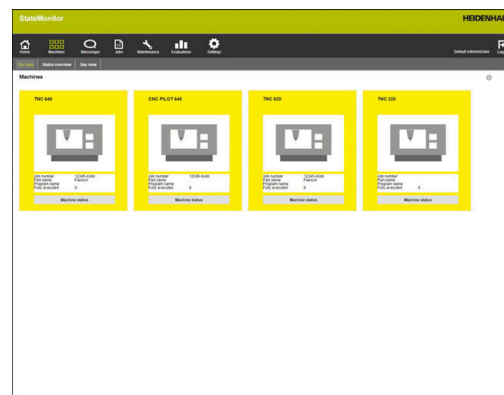 StateMonitor
HEIDENHAI
Home Machines Messenger Jobs Maintenance Evaluations Settings
Default Administrator
Status overview Day view
Machines
TNC 640
CNC PILOT 640
TNC 620
TNC 320
Job number 12345-AJob
Part name Flansch
Program name
Fully executed 0
Machine status
Job number 12345-AJob
Part name
Program name
Fully executed 0
Machine status
Job number 12345-AJob
Part name Flansch
Program name
Fully executed 0
Machine status
Job number
Part name
Program name
Fully executed 0
Machine status